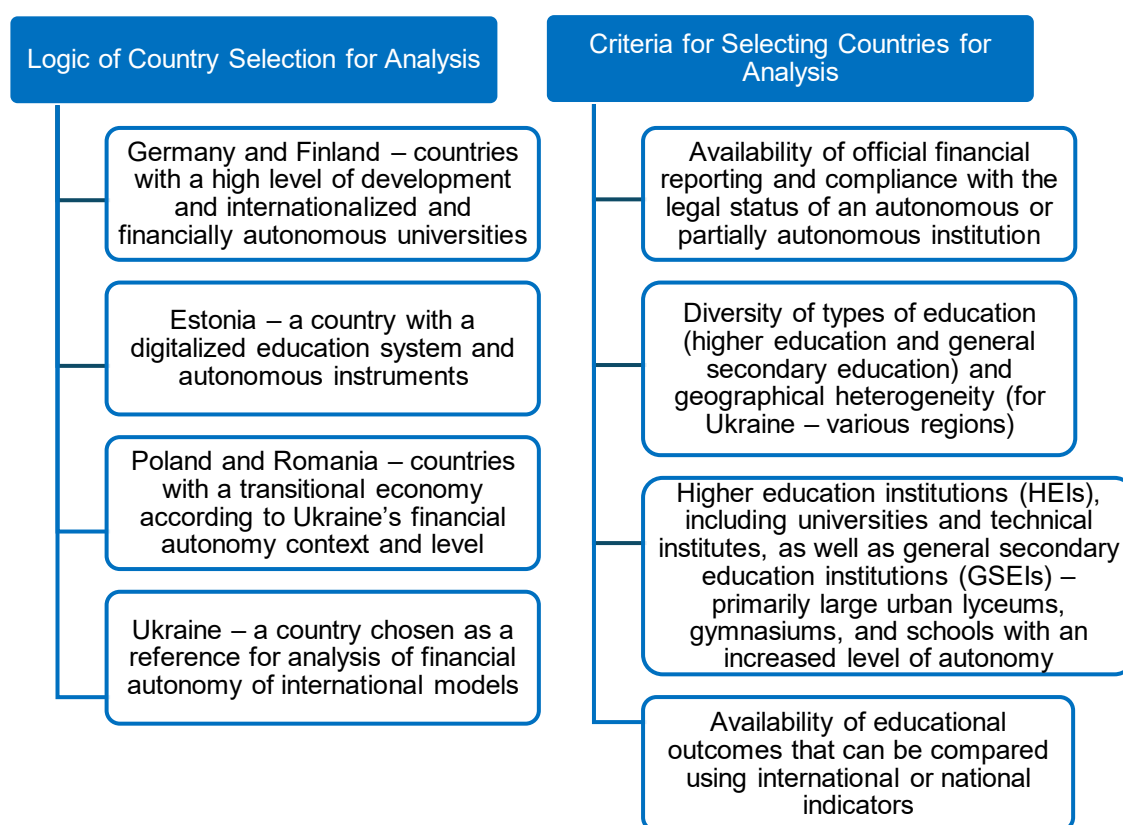 Logic of Country Selection for Analysis
Germany and Finland – countries
with a high level of development
and internationalized and
financially autonomous universities
Estonia – a country with a
digitalized education system and
autonomous instruments
Poland and Romania – countries
with a transitional economy
according to Ukraine’s financial
autonomy context and level
Ukraine – a country chosen as a
reference for analysis of financial
autonomy of international models
Criteria for Selecting Countries for
Analysis
Availability of official financial
reporting and compliance with the
legal status of an autonomous or
partially autonomous institution
Diversity of types of education
(higher education and general
secondary education) and
geographical heterogeneity (for
Ukraine – various regions)
Higher education institutions (HEIs),
including universities and technical
institutes, as well as general secondary
education institutions (GSEIs) –
primarily large urban lyceums,
gymnasiums, and schools with an
increased level of autonomy
Availability of educational
outcomes that can be compared
using international or national
indicators